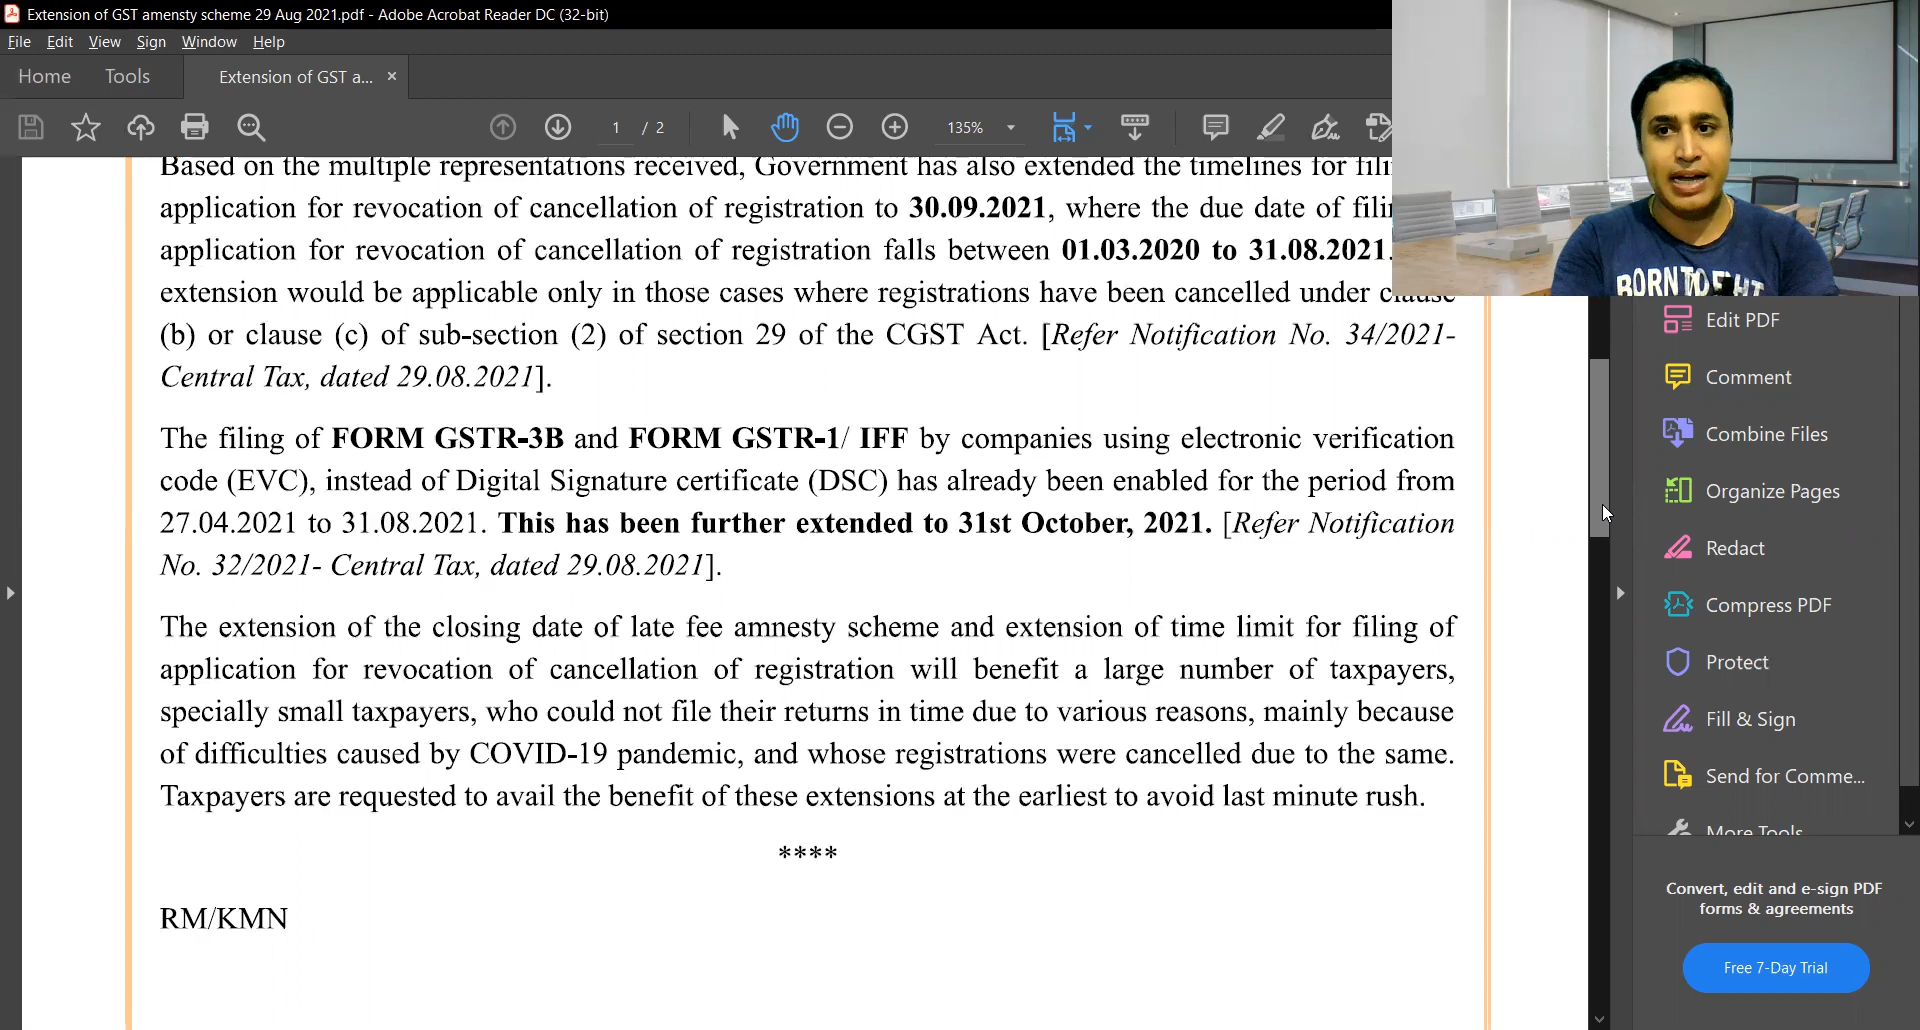 Extension of GST amensty scheme 29 Aug 2021.pdf - Adobe Acrobat Reader DC (32-bit)
File Edit View Sign Window Help
Home Tools Extension of GST a... ×
1 / 2 135%
Based on the multiple representations received, Government has also extended the timelines for
application for revocation of cancellation of registration to 30.09.2021, where the due date of
application for revocation of cancellation of registration falls between 01.03.2020 to 31.08.2021.
extension would be applicable only in those cases where registrations have been cancelled under clause
(b) or clause (c) of sub-section (2) of section 29 of the CGST Act. [Refer Notification No. 34/2021-
Central Tax, dated 29.08.2021].
The filing of FORM GSTR-3B and FORM GSTR-1/ IFF by companies using electronic verification
code (EVC), instead of Digital Signature certificate (DSC) has already been enabled for the period from
27.04.2021 to 31.08.2021. This has been further extended to 31st October, 2021. [Refer Notification
No. 32/2021- Central Tax, dated 29.08.2021].
The extension of the closing date of late fee amnesty scheme and extension of time limit for filing of
application for revocation of cancellation of registration will benefit a large number of taxpayers,
specially small taxpayers, who could not file their returns in time due to various reasons, mainly because
of difficulties caused by COVID-19 pandemic, and whose registrations were cancelled due to the same.
Taxpayers are requested to avail the benefit of these extensions at the earliest to avoid last minute rush.
****
RM/KMN
BORN TO
Edit PDF
Comment
Combine Files
Organize Pages
Redact
Compress PDF
Protect
Fill & Sign
Send for Comme...
More Tools
Convert, edit and e-sign PDF
forms & agreements
Free 7-Day Trial